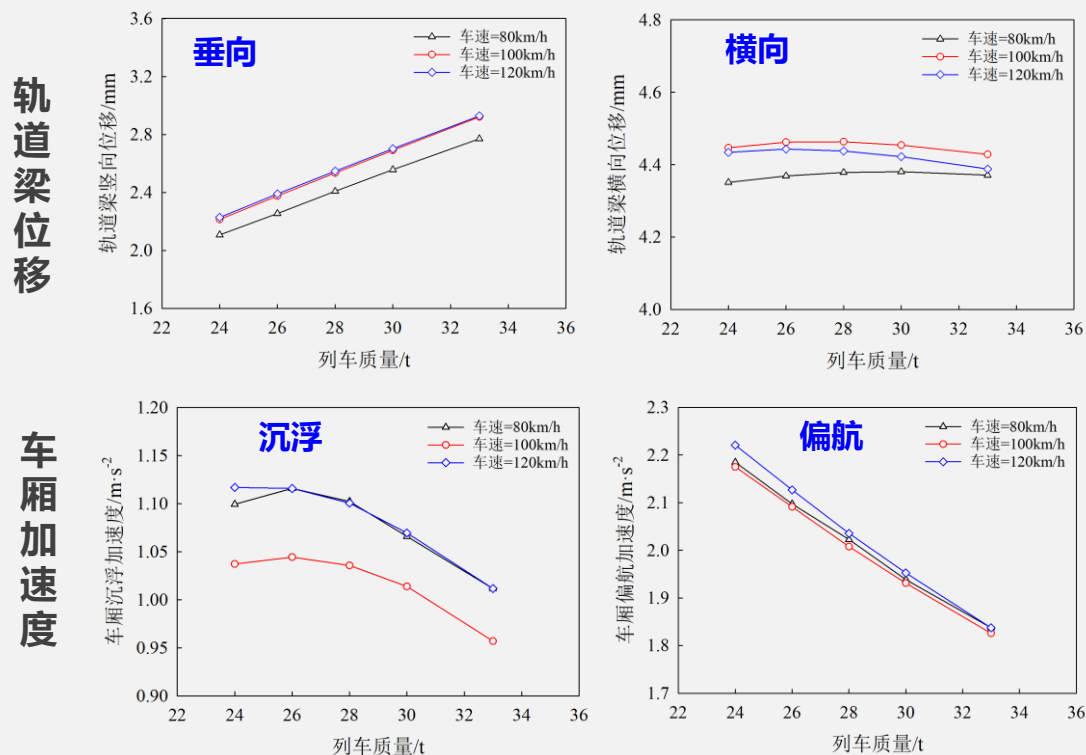 轨道梁位移
垂向
车速=80km/h
车速=100km/h
车速=120km/h
轨道梁竖向位移/mm
3.6
3.2
2.8
2.4
2.0
1.6
22 24 26 28 30 32 34 36
列车质量/t
横向
车速=80km/h
车速=100km/h
车速=120km/h
轨道梁横向位移/mm
4.8
4.6
4.4
4.2
4.0
22 24 26 28 30 32 34 36
列车质量/t
车厢加速度
沉浮
车速=80km/h
车速=100km/h
车速=120km/h
车厢沉浮加速度/m·s⁻²
1.20
1.15
1.10
1.05
1.00
0.95
0.90
22 24 26 28 30 32 34 36
列车质量/t
偏航
车速=80km/h
车速=100km/h
车速=120km/h
车厢偏航加速度/m·s⁻²
2.3
2.2
2.1
2.0
1.9
1.8
1.7
22 24 26 28 30 32 34 36
列车质量/t